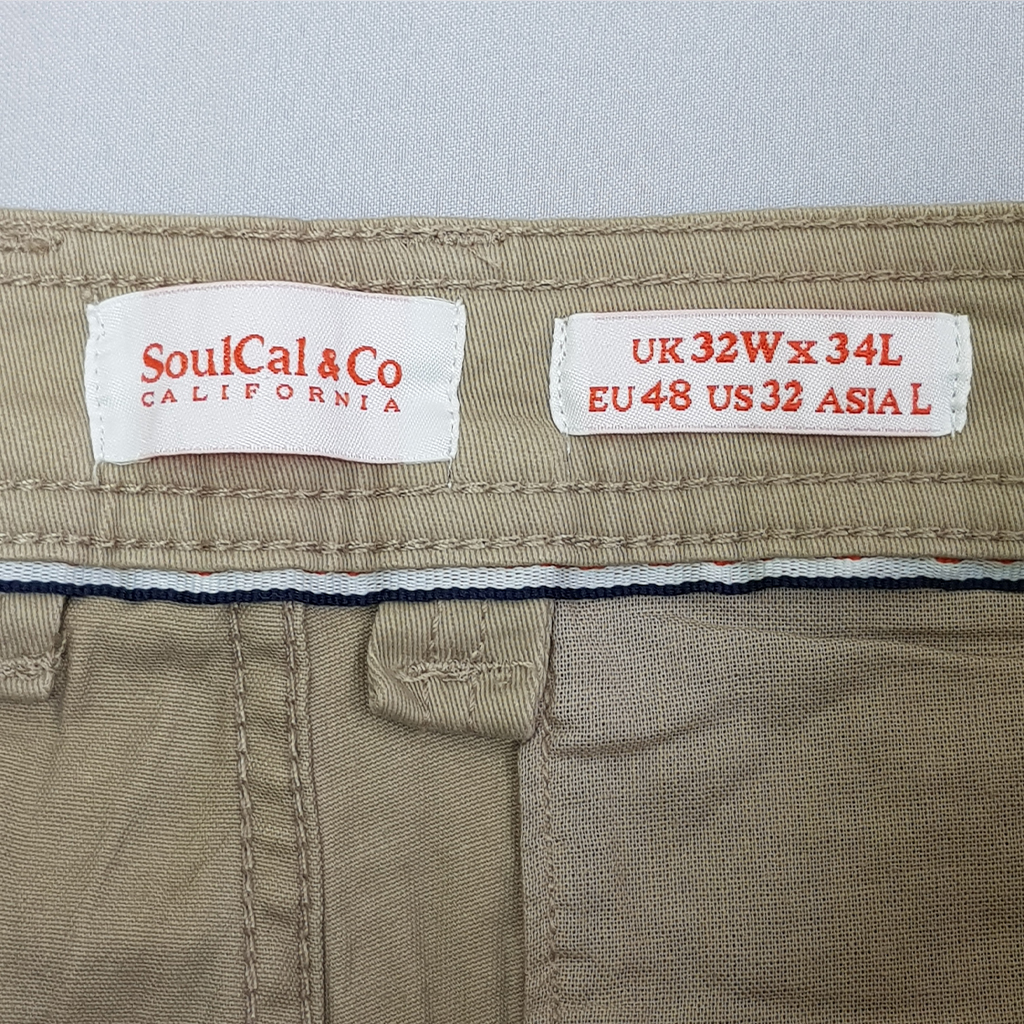 SoulCal & Co
CALIFORNIA
UK 32W x 34L
EU 48 US 32 ASIA L